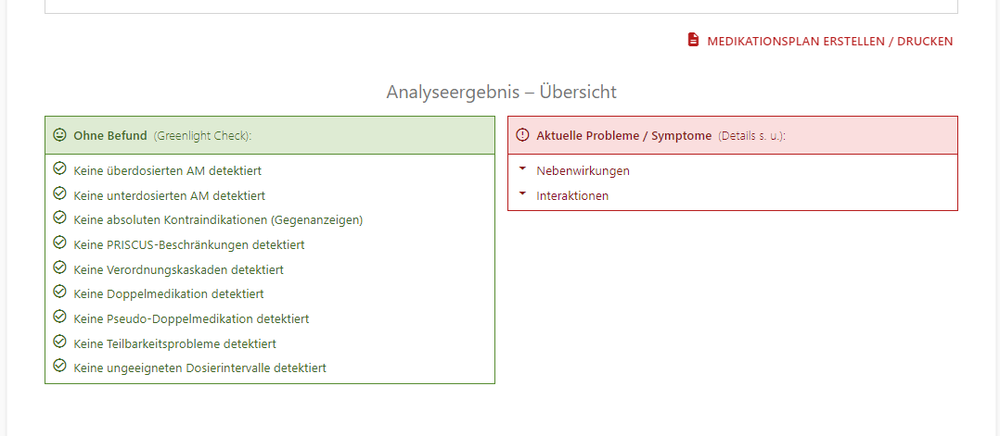 MEDIKATIONSPLAN ERSTELLEN / DRUCKEN
Analyseergebnis – Übersicht
Ohne Befund (Greenlight Check):
Keine überdosierten AM detektiert
Keine unterdosierten AM detektiert
Keine absoluten Kontraindikationen (Gegenanzeigen)
Keine PRISCUS-Beschränkungen detektiert
Keine Verordnungskaskaden detektiert
Keine Doppelmedikation detektiert
Keine Pseudo-Doppelmedikation detektiert
Keine Teilbarkeitsprobleme detektiert
Keine ungeeigneten Dosierintervalle detektiert
Aktuelle Probleme / Symptome (Details s. u.):
Nebenwirkungen
Interaktionen